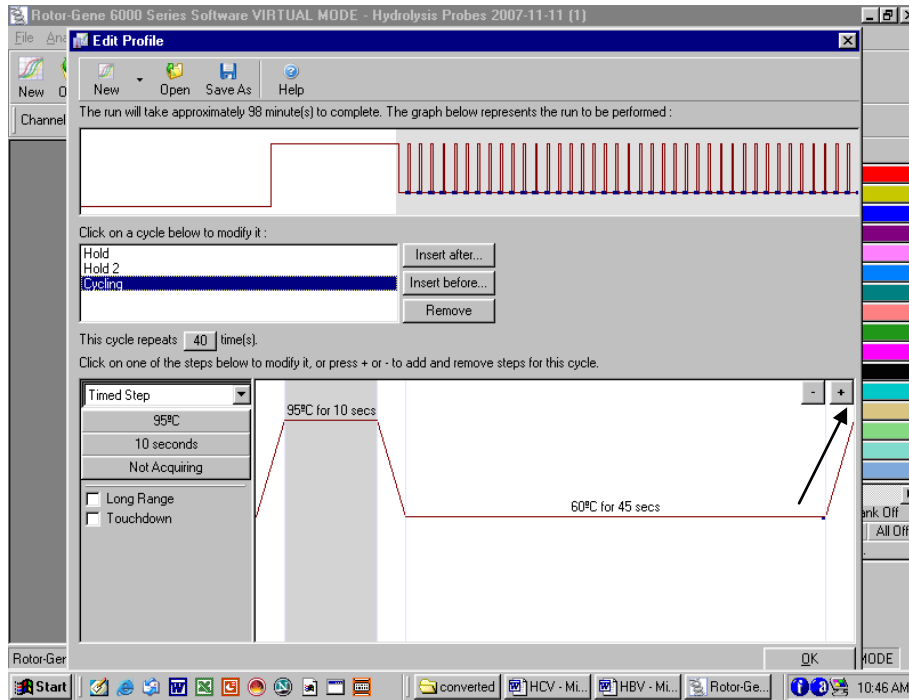 Rotor-Gene 6000 Series Software VIRTUAL MODE - Hydrolysis Probes 2007-11-11 (1)
File Ana
Edit Profile
New
New Open Save As Help
The run will take approximately 98 minute(s) to complete. The graph below represents the run to be performed :
Channel
Click on a cycle below to modify it :
Hold
Hold 2
Cycling
Insert after...
Insert before...
Remove
This cycle repeats 40 time(s).
Click on one of the steps below to modify it, or press + or - to add and remove steps for this cycle.
Timed Step
95ºC
10 seconds
Not Acquiring
Long Range
Touchdown
95ºC for 10 secs
- +
60ºC for 45 secs
ank Off
All Off
OK
Rotor-Ger
MODE
Start
converted
HCV - Mi...
HBV - Mi...
Rotor-Ge...
10:46 AM